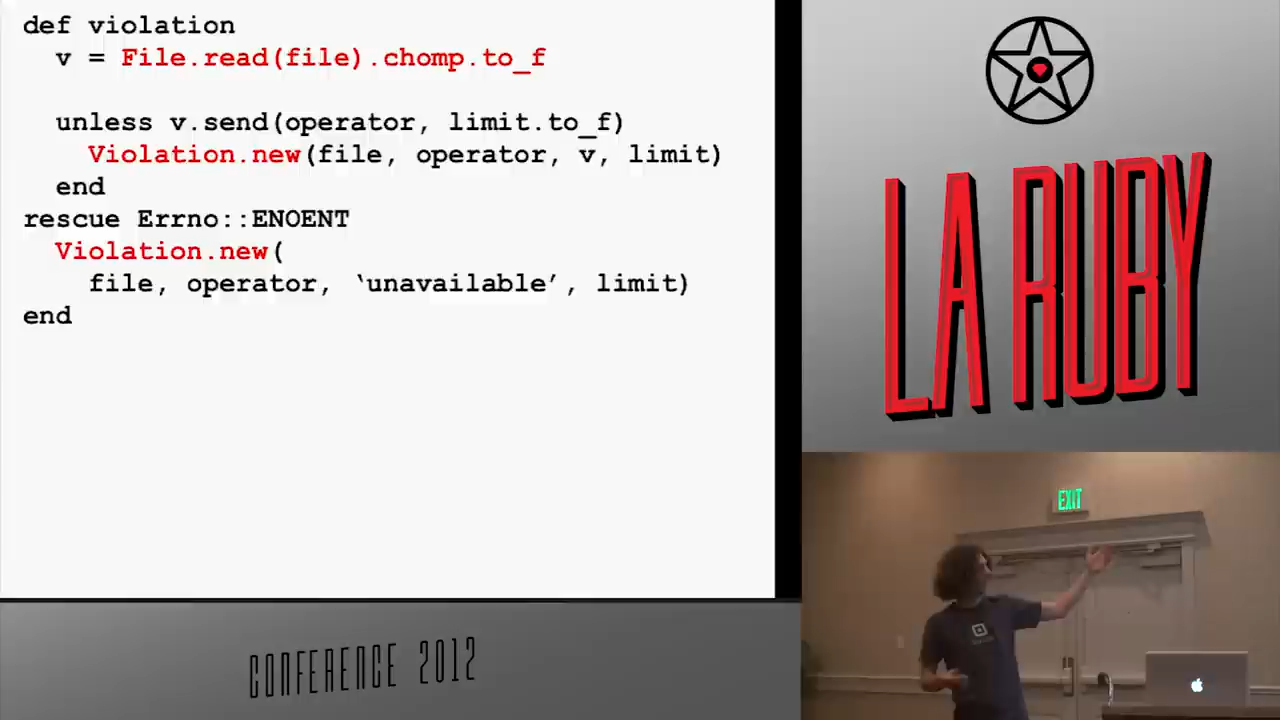 def violation
  v = File.read(file).chomp.to_f
  unless v.send(operator, limit.to_f)
    Violation.new(file, operator, v, limit)
  end
rescue Errno::ENOENT
  Violation.new(
    file, operator, ‘unavailable’, limit)
end
LA RUBY
EXIT
CONFERENCE 2012